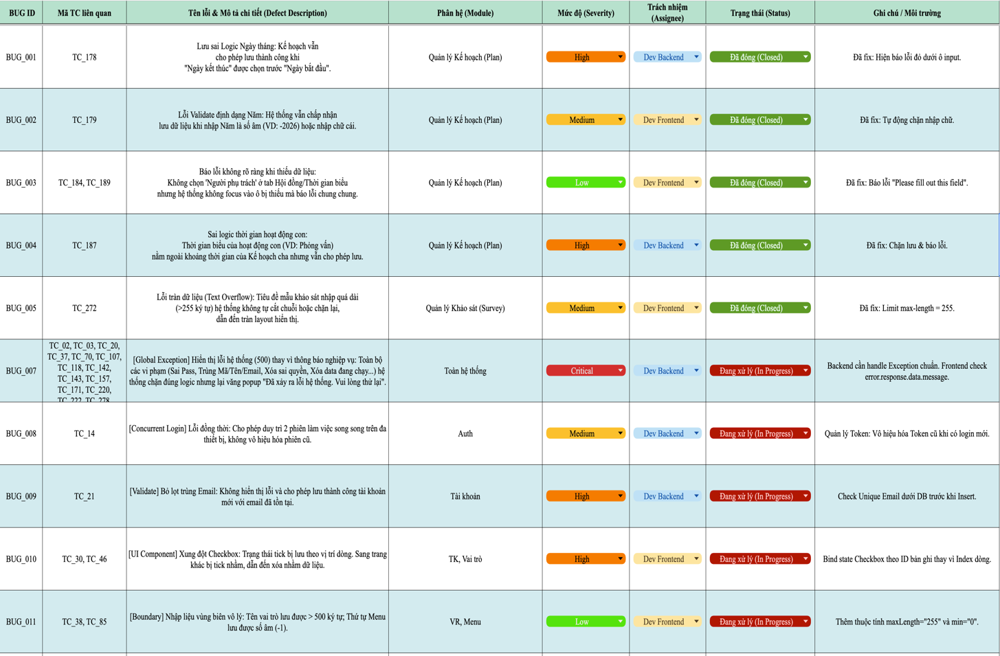 BUG ID
Mã TC liên quan
Tên lỗi & Mô tả chi tiết (Defect Description)
Phân hệ (Module)
Mức độ (Severity)
Trách nhiệm
(Assignee)
Trạng thái (Status)
Ghi chú / Môi trường
BUG_001
TC_178
Lưu sai Logic Ngày tháng: Kế hoạch vẫn
cho phép lưu thành công khi
"Ngày kết thúc" được chọn trước "Ngày bắt đầu".
Quản lý Kế hoạch (Plan)
High
Dev Backend
Đã đóng (Closed)
Đã fix: Hiện báo lỗi đỏ dưới ô input.
BUG_002
TC_179
Lỗi Validate định dạng Năm: Hệ thống vẫn chấp nhận
lưu dữ liệu khi nhập Năm là số âm (VD: -2026) hoặc nhập chữ cái.
Quản lý Kế hoạch (Plan)
Medium
Dev Frontend
Đã đóng (Closed)
Đã fix: Tự động chặn nhập chữ.
BUG_003
TC_184, TC_189
Báo lỗi không rõ ràng khi thiếu dữ liệu:
Không chọn 'Người phụ trách' ở tab Hội đồng/Thời gian biểu
nhưng hệ thống không focus vào ô bị thiếu mà báo lỗi chung chung.
Quản lý Kế hoạch (Plan)
Low
Dev Frontend
Đã đóng (Closed)
Đã fix: Báo lỗi "Please fill out this field".
BUG_004
TC_187
Sai logic thời gian hoạt động con:
Thời gian biểu của hoạt động con (VD: Phỏng vấn)
nằm ngoài khoảng thời gian của Kế hoạch cha nhưng vẫn cho phép lưu.
Quản lý Kế hoạch (Plan)
High
Dev Backend
Đã đóng (Closed)
Đã fix: Chặn lưu & báo lỗi.
BUG_005
TC_272
Lỗi tràn dữ liệu (Text Overflow): Tiêu đề mẫu khảo sát nhập quá dài
(>255 ký tự) hệ thống không tự cắt chuỗi hoặc chặn lại,
dẫn đến tràn layout hiển thị.
Quản lý Khảo sát (Survey)
Medium
Dev Frontend
Đã đóng (Closed)
Đã fix: Limit max-length = 255.
BUG_007
TC_02, TC_03, TC_20,
TC_37, TC_70, TC_107,
TC_118, TC_142,
TC_143, TC_157,
TC_171, TC_220,
TC_222, TC_278
[Global Exception] Hiển thị lỗi hệ thống (500) thay vì thông báo nghiệp vụ: Toàn bộ
các vi phạm (Sai Pass, Trùng Mã/Tên/Email, Xóa sai quyền, Xóa data đang chạy...) hệ
thống chặn đúng logic nhưng lại văng popup "Đã xảy ra lỗi hệ thống. Vui lòng thử lại".
Toàn hệ thống
Critical
Dev Backend
Đang xử lý (In Progress)
Backend cần handle Exception chuẩn. Frontend check
error.response.data.message.
BUG_008
TC_14
[Concurrent Login] Lỗi đồng thời: Cho phép duy trì 2 phiên làm việc song song trên đa
thiết bị, không vô hiệu hóa phiên cũ.
Auth
Medium
Dev Backend
Đang xử lý (In Progress)
Quản lý Token: Vô hiệu hóa Token cũ khi có login mới.
BUG_009
TC_21
[Validate] Bỏ lọt trùng Email: Không hiển thị lỗi và cho phép lưu thành công tài khoản
mới với email đã tồn tại.
Tài khoản
High
Dev Backend
Đang xử lý (In Progress)
Check Unique Email dưới DB trước khi Insert.
BUG_010
TC_30, TC_46
[UI Component] Xung đột Checkbox: Trạng thái tick bị lưu theo vị trí dòng. Sang trang
khác bị tick nhầm, dẫn đến xóa nhầm dữ liệu.
TK, Vai trò
High
Dev Frontend
Đang xử lý (In Progress)
Bind state Checkbox theo ID bản ghi thay vì Index dòng.
BUG_011
TC_38, TC_85
[Boundary] Nhập liệu vùng biên vô lý: Tên vai trò lưu được > 500 ký tự; Thứ tự Menu
lưu được số âm (-1).
VR, Menu
Low
Dev Frontend
Đang xử lý (In Progress)
Thêm thuộc tính maxLength="255" và min="0".